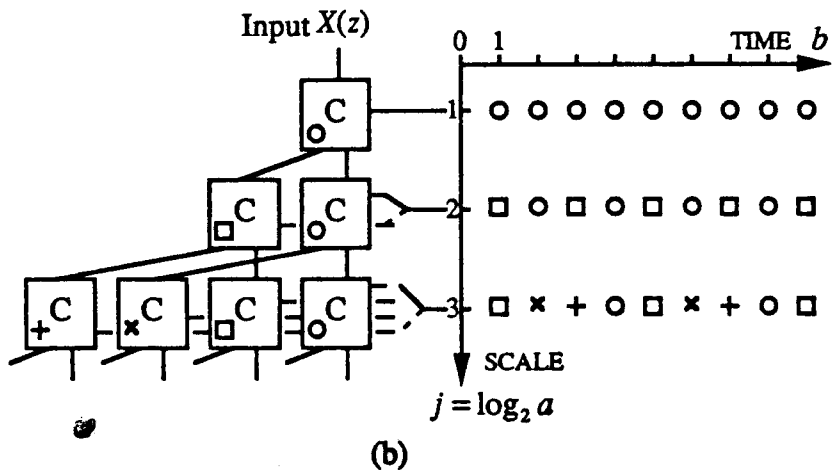 Input X(z)
0 1 TIME b
C
1
C C
2
C C C C
3
SCALE
j = log₂ a
(b)